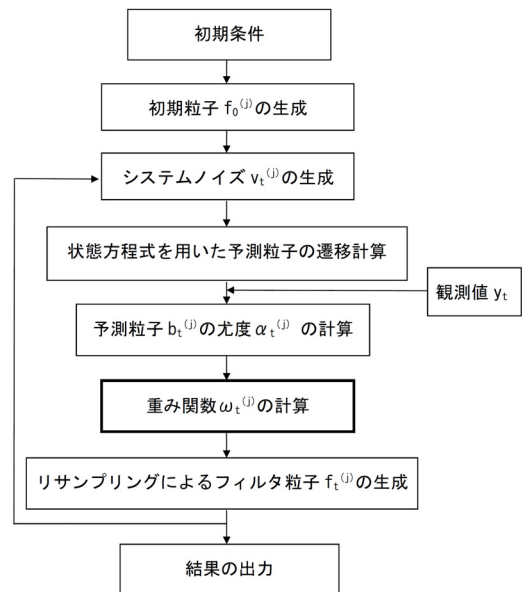 初期条件
初期粒子 f₀⁽ʲ⁾の生成
システムノイズ vₜ⁽ʲ⁾の生成
状態方程式を用いた予測粒子の遷移計算
観測値 yₜ
予測粒子 bₜ⁽ʲ⁾の尤度 αₜ⁽ʲ⁾ の計算
重み関数ωₜ⁽ʲ⁾の計算
リサンプリングによるフィルタ粒子 fₜ⁽ʲ⁾の生成
結果の出力